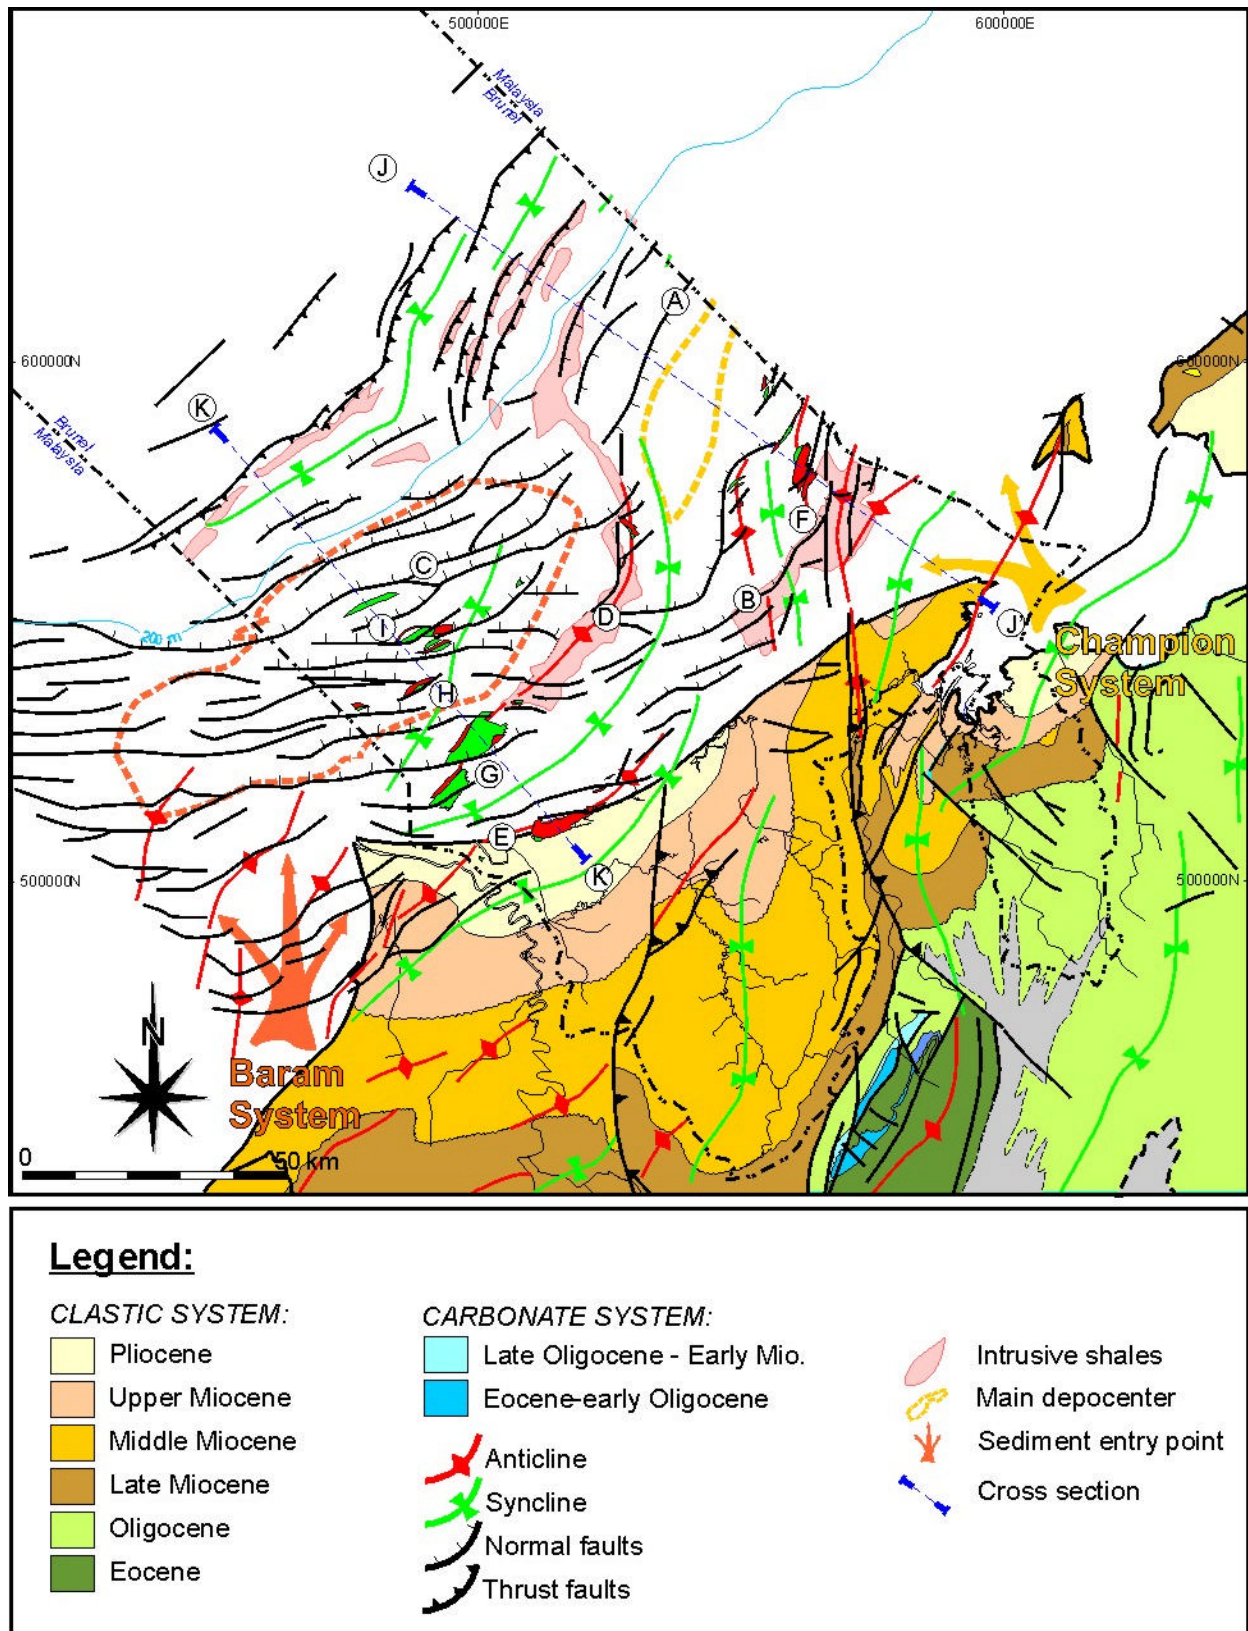 500000E
600000E
Malaysia
Brunei
J
A
600000N
600000N
K
Brunei
Malaysia
F
C
B
I
D
200 m
J
Champion
System
H
G
E
K
500000N
500000N
N
Baram
System
0
50 km
Legend:
CLASTIC SYSTEM:
Pliocene
Upper Miocene
Middle Miocene
Late Miocene
Oligocene
Eocene
CARBONATE SYSTEM:
Late Oligocene - Early Mio.
Eocene-early Oligocene
Anticline
Syncline
Normal faults
Thrust faults
Intrusive shales
Main depocenter
Sediment entry point
Cross section